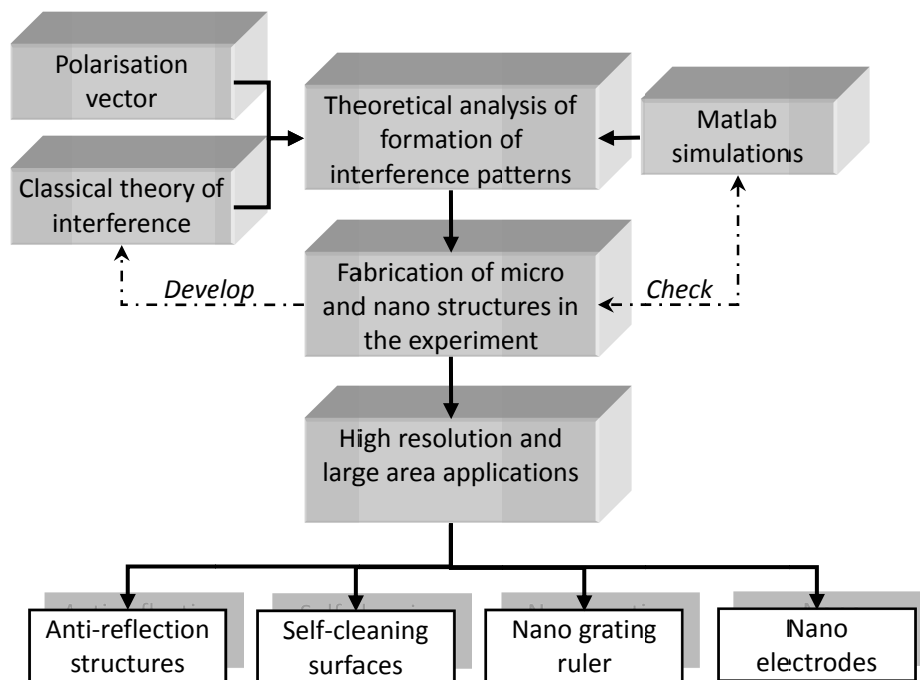 Polarisation
vector
Theoretical analysis of
formation of
interference patterns
Matlab
simulations
Classical theory of
interference
Develop
Fabrication of micro
and nano structures in
the experiment
Check
High resolution and
large area applications
Anti-reflection
structures
Self-cleaning
surfaces
Nano grating
ruler
Nano
electrodes